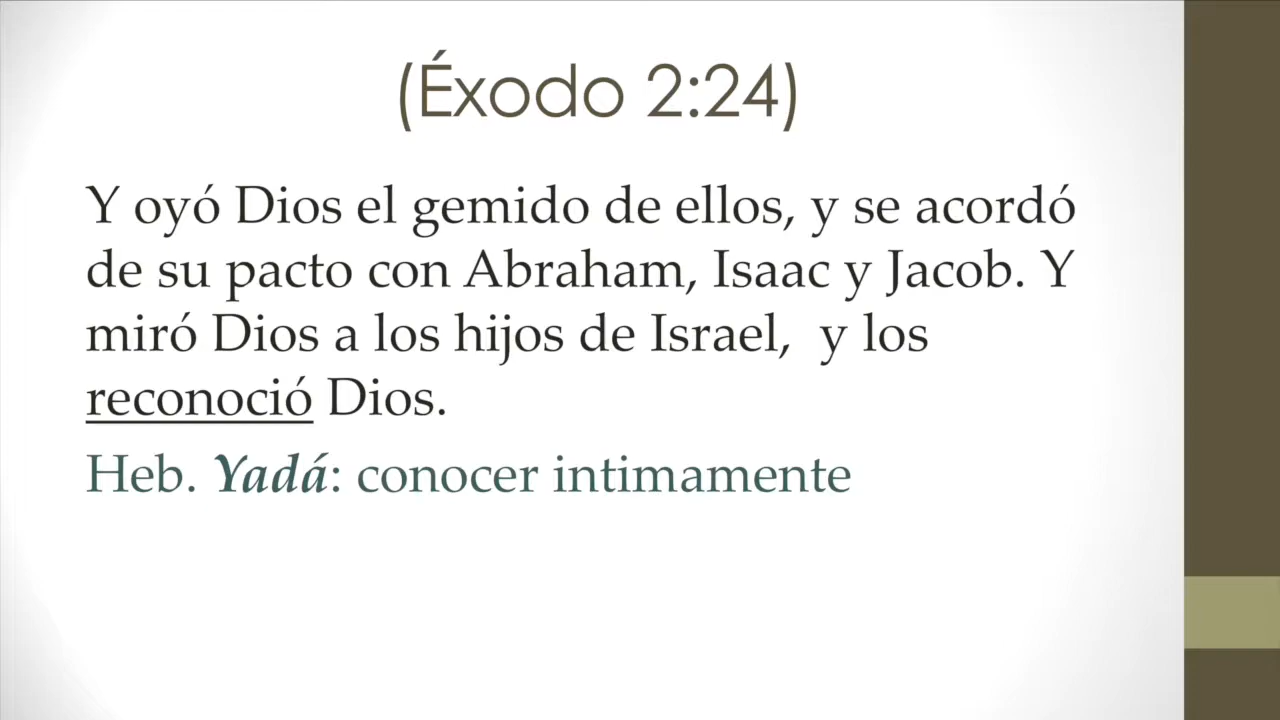 (Éxodo 2:24)
Y oyó Dios el gemido de ellos, y se acordó
de su pacto con Abraham, Isaac y Jacob. Y
miró Dios a los hijos de Israel,  y los
reconoció Dios.
Heb. Yadá: conocer intimamente